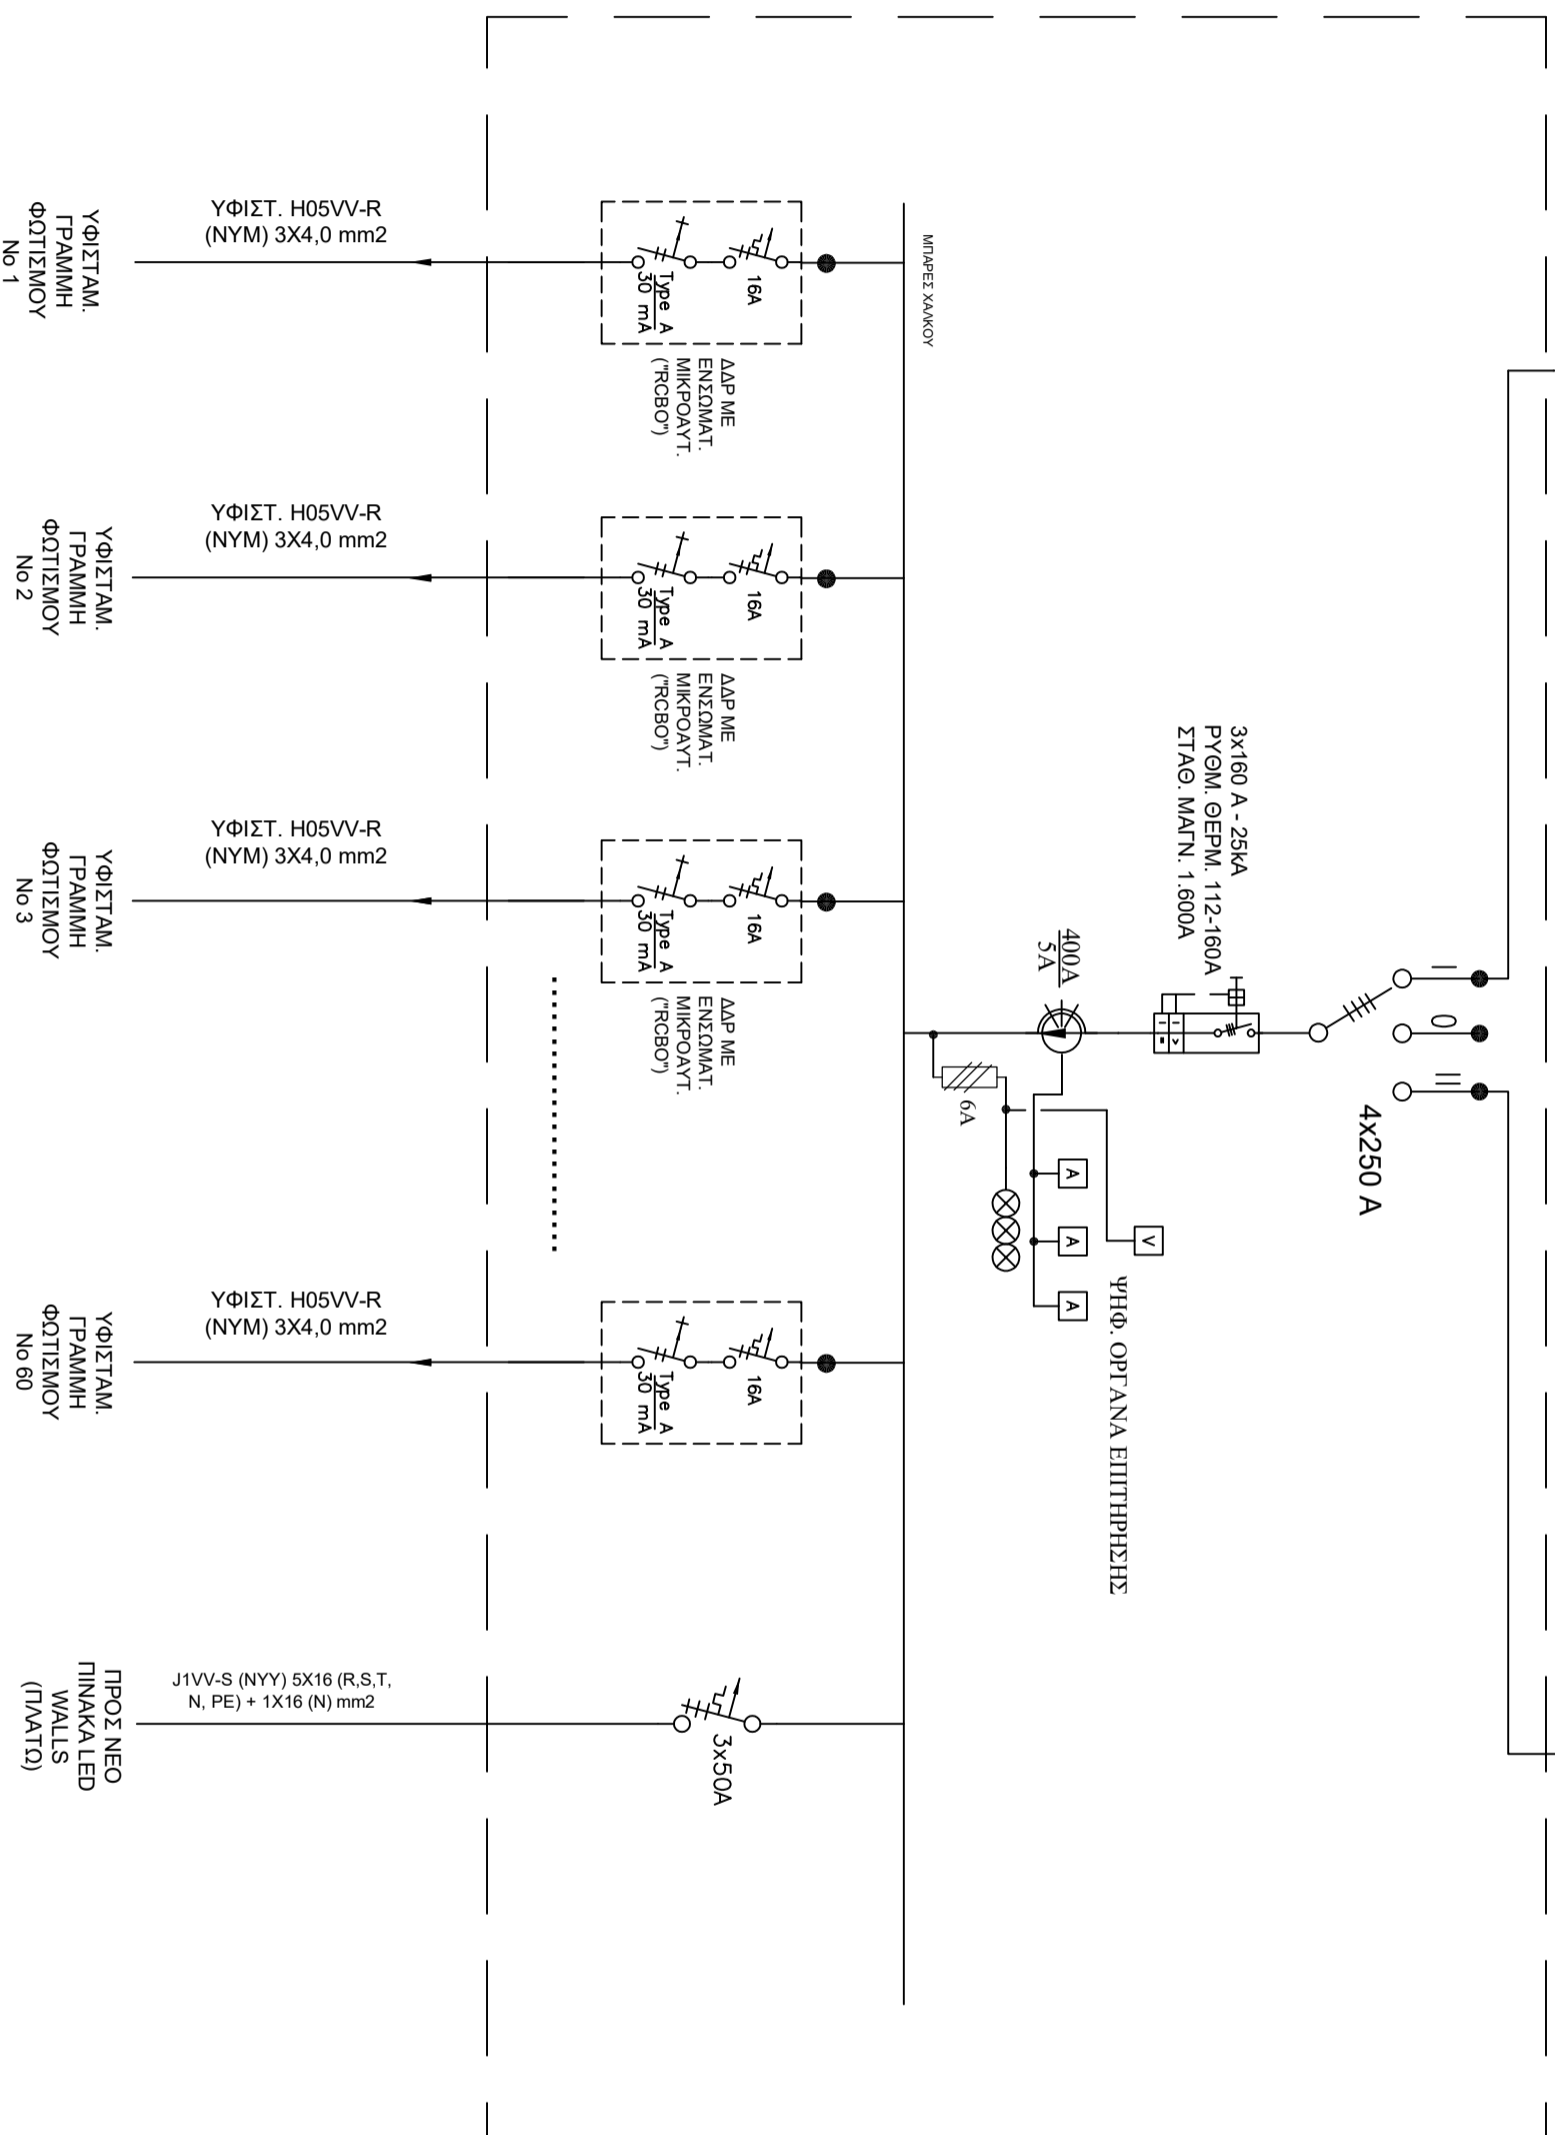 4x250 A
I
0
II
3x160 A - 25kA
ΡΥΘΜ. ΘΕΡΜ. 112-160A
ΣΤΑΘ. ΜΑΓΝ. 1.600A
400A
5A
6A
V
A
A
A
ΨΗΦ. ΟΡΓΑΝΑ ΕΠΙΤΗΡΗΣΗΣ
ΜΠΑΡΕΣ ΧΑΛΚΟΥ
16A
Type A
30 mA
ΔΔΡ ΜΕ
ΕΝΣΩΜΑΤ.
ΜΙΚΡΟΑΥΤ.
("RCBO")
ΥΦΙΣΤ. H05VV-R
(NYM) 3X4,0 mm2
ΥΦΙΣΤΑΜ.
ΓΡΑΜΜΗ
ΦΩΤΙΣΜΟΥ
No 1
16A
Type A
30 mA
ΔΔΡ ΜΕ
ΕΝΣΩΜΑΤ.
ΜΙΚΡΟΑΥΤ.
("RCBO")
ΥΦΙΣΤ. H05VV-R
(NYM) 3X4,0 mm2
ΥΦΙΣΤΑΜ.
ΓΡΑΜΜΗ
ΦΩΤΙΣΜΟΥ
No 2
16A
Type A
30 mA
ΔΔΡ ΜΕ
ΕΝΣΩΜΑΤ.
ΜΙΚΡΟΑΥΤ.
("RCBO")
ΥΦΙΣΤ. H05VV-R
(NYM) 3X4,0 mm2
ΥΦΙΣΤΑΜ.
ΓΡΑΜΜΗ
ΦΩΤΙΣΜΟΥ
No 3
16A
Type A
30 mA
ΥΦΙΣΤ. H05VV-R
(NYM) 3X4,0 mm2
ΥΦΙΣΤΑΜ.
ΓΡΑΜΜΗ
ΦΩΤΙΣΜΟΥ
No 60
3x50A
J1VV-S (NYY) 5X16 (R,S,T,
N, PE) + 1X16 (N) mm2
ΠΡΟΣ ΝΕΟ
ΠΙΝΑΚΑ LED
WALLS
(ΠΛΑΤΩ)